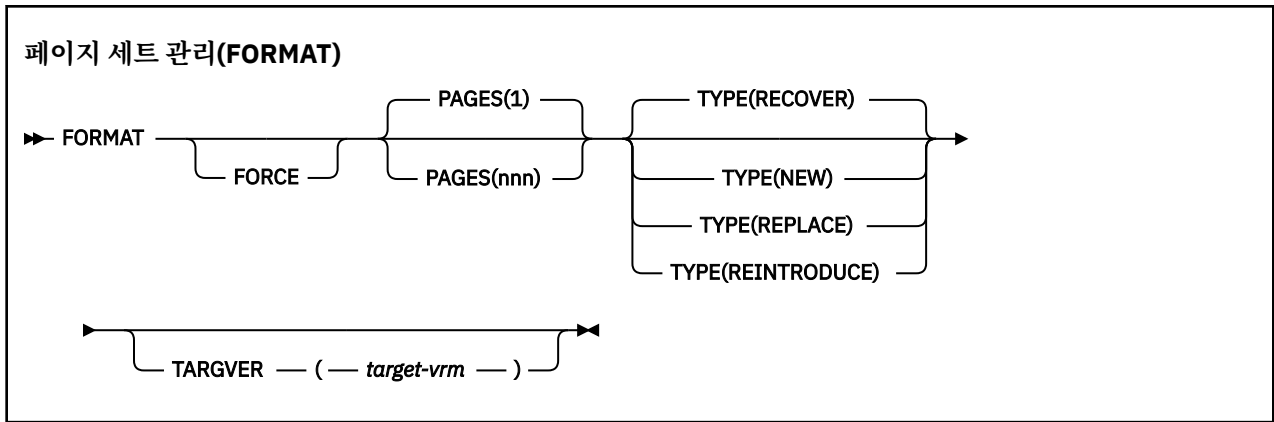 페이지 세트 관리(FORMAT)
FORMAT
FORCE
PAGES(1)
PAGES(nnn)
TYPE(RECOVER)
TYPE(NEW)
TYPE(REPLACE)
TYPE(REINTRODUCE)
TARGVER ( target-vrm )